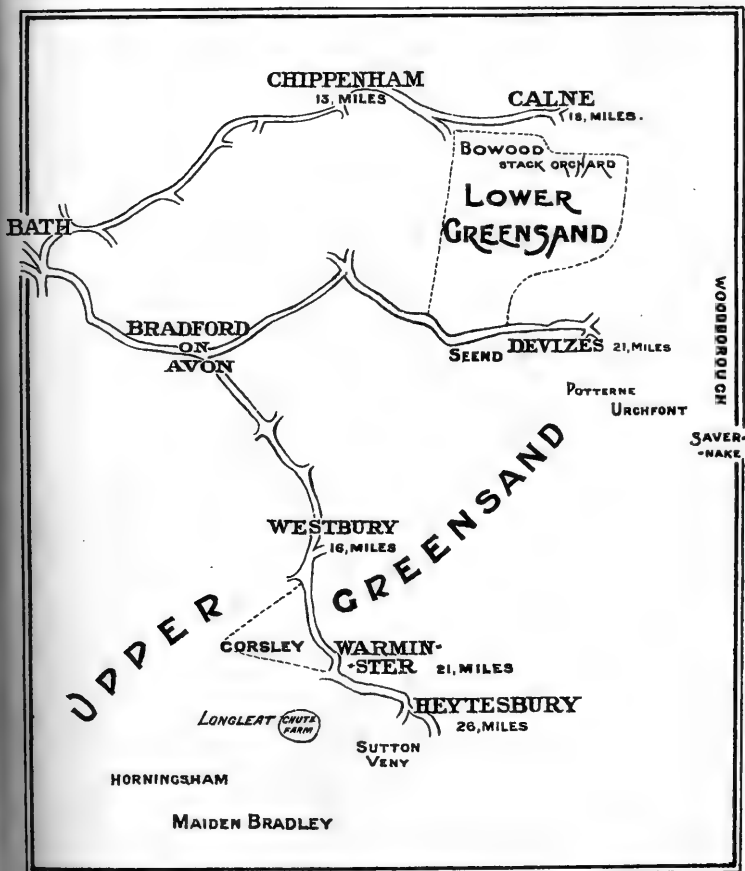 CHIPPENHAM
13, MILES
CALNE
18, MILES.
BOWOOD
STACK ORCHARD
LOWER
GREENSAND
BATH
WOODBOROUGH
BRADFORD
ON
AVON
SEEND
DEVIZES 21, MILES
POTTERNE
URCHFONT
SAVER-
-NAKE
WESTBURY
16, MILES
UPPER GREENSAND
CORSLEY
WARMIN-
-STER 21, MILES
LONGLEAT
CHUTE
FARM
HEYTESBURY
26, MILES
SUTTON
VENY
HORNINGSHAM
MAIDEN BRADLEY